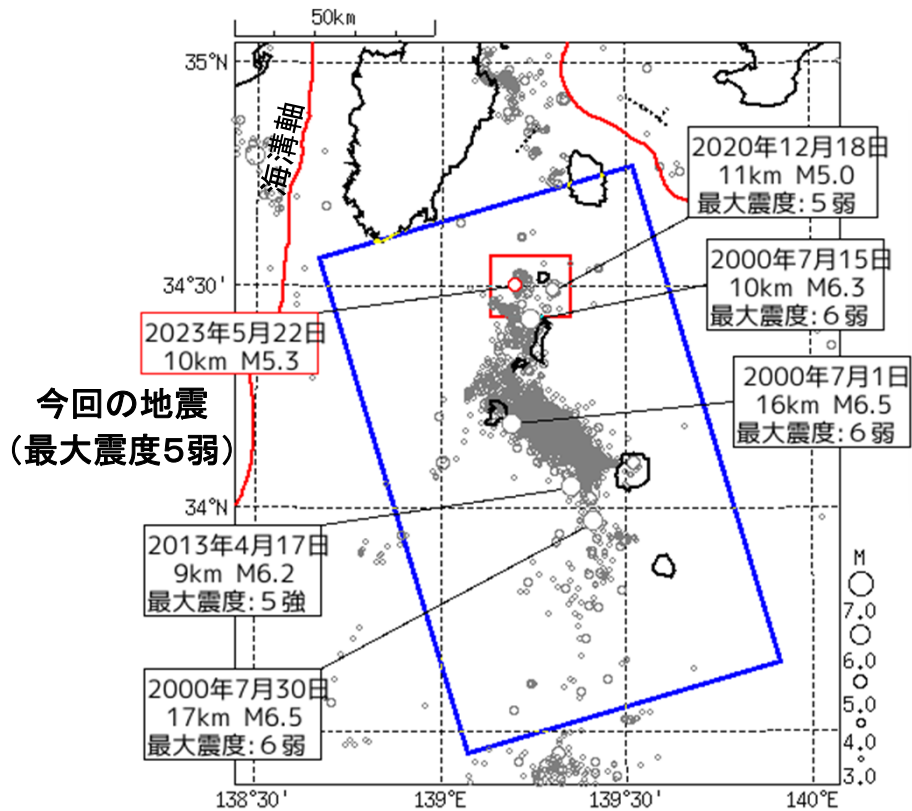 50km
35°N
海溝軸
2020年12月18日
11km M5.0
最大震度:５弱
34°30'
2000年7月15日
10km M6.3
最大震度:６弱
2023年5月22日
10km M5.3
今回の地震
（最大震度5弱）
2000年7月1日
16km M6.5
最大震度:６弱
34°N
2013年4月17日
9km M6.2
最大震度:５強
2000年7月30日
17km M6.5
最大震度:６弱
M
7.0
6.0
5.0
4.0
3.0
138°30'
139°E
139°30'
140°E